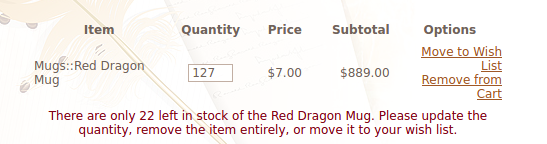 Item Quantity Price Subtotal Options
Mugs::Red Dragon Mug 127 $7.00 $889.00 Move to Wish List
Remove from Cart
There are only 22 left in stock of the Red Dragon Mug. Please update the
quantity, remove the item entirely, or move it to your wish list.